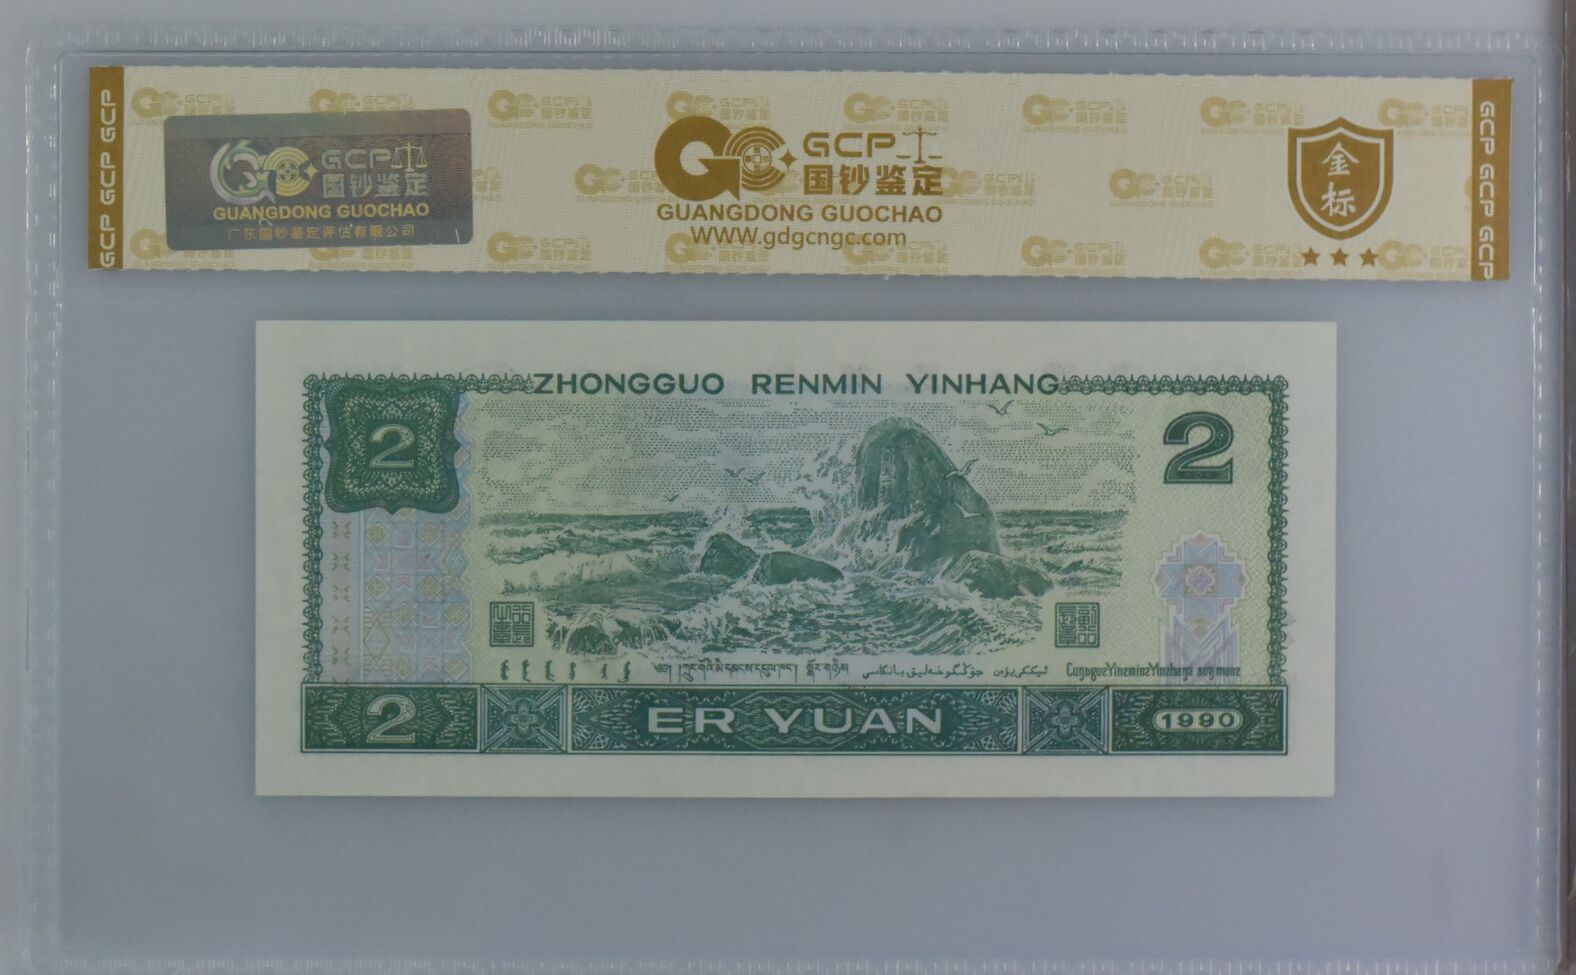 GCP GCP GCP
GCP
国钞鉴定
GUANGDONG GUOCHAO
广东国钞鉴定评估有限公司
GCP
国钞鉴定
GUANGDONG GUOCHAO
WWW.gdgcngc.com
金标
GCP GCP GCP
ZHONGGUO RENMIN YINHANG
2
2
2
ER YUAN
1990